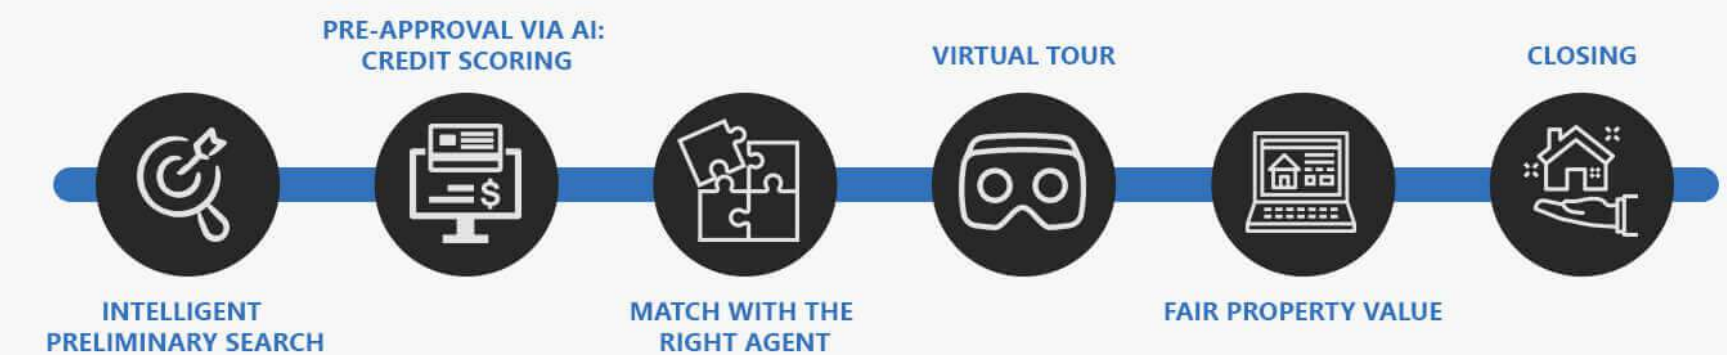 PRE-APPROVAL VIA AI:
CREDIT SCORING
VIRTUAL TOUR
CLOSING
$
INTELLIGENT
PRELIMINARY SEARCH
MATCH WITH THE
RIGHT AGENT
FAIR PROPERTY VALUE